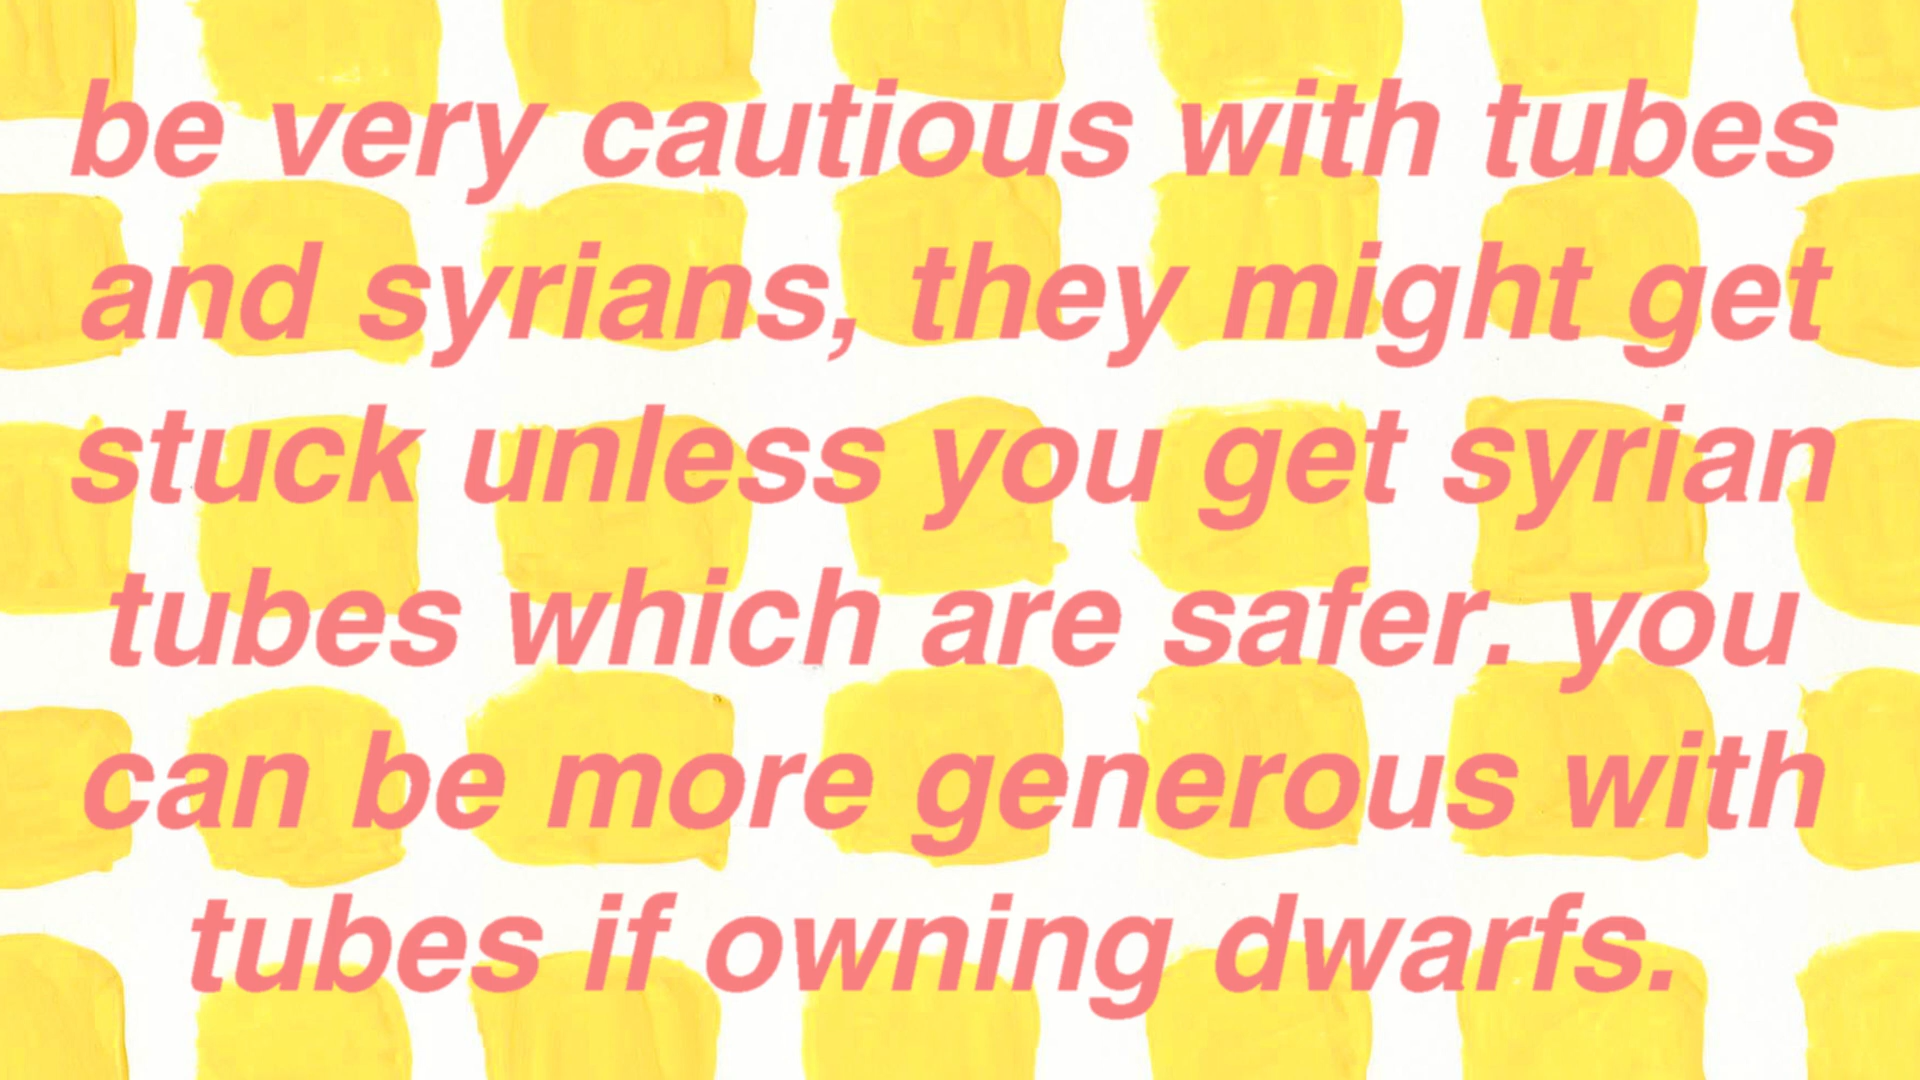 be very cautious with tubes
and syrians, they might get
stuck unless you get syrian
tubes which are safer. you
can be more generous with
tubes if owning dwarfs.